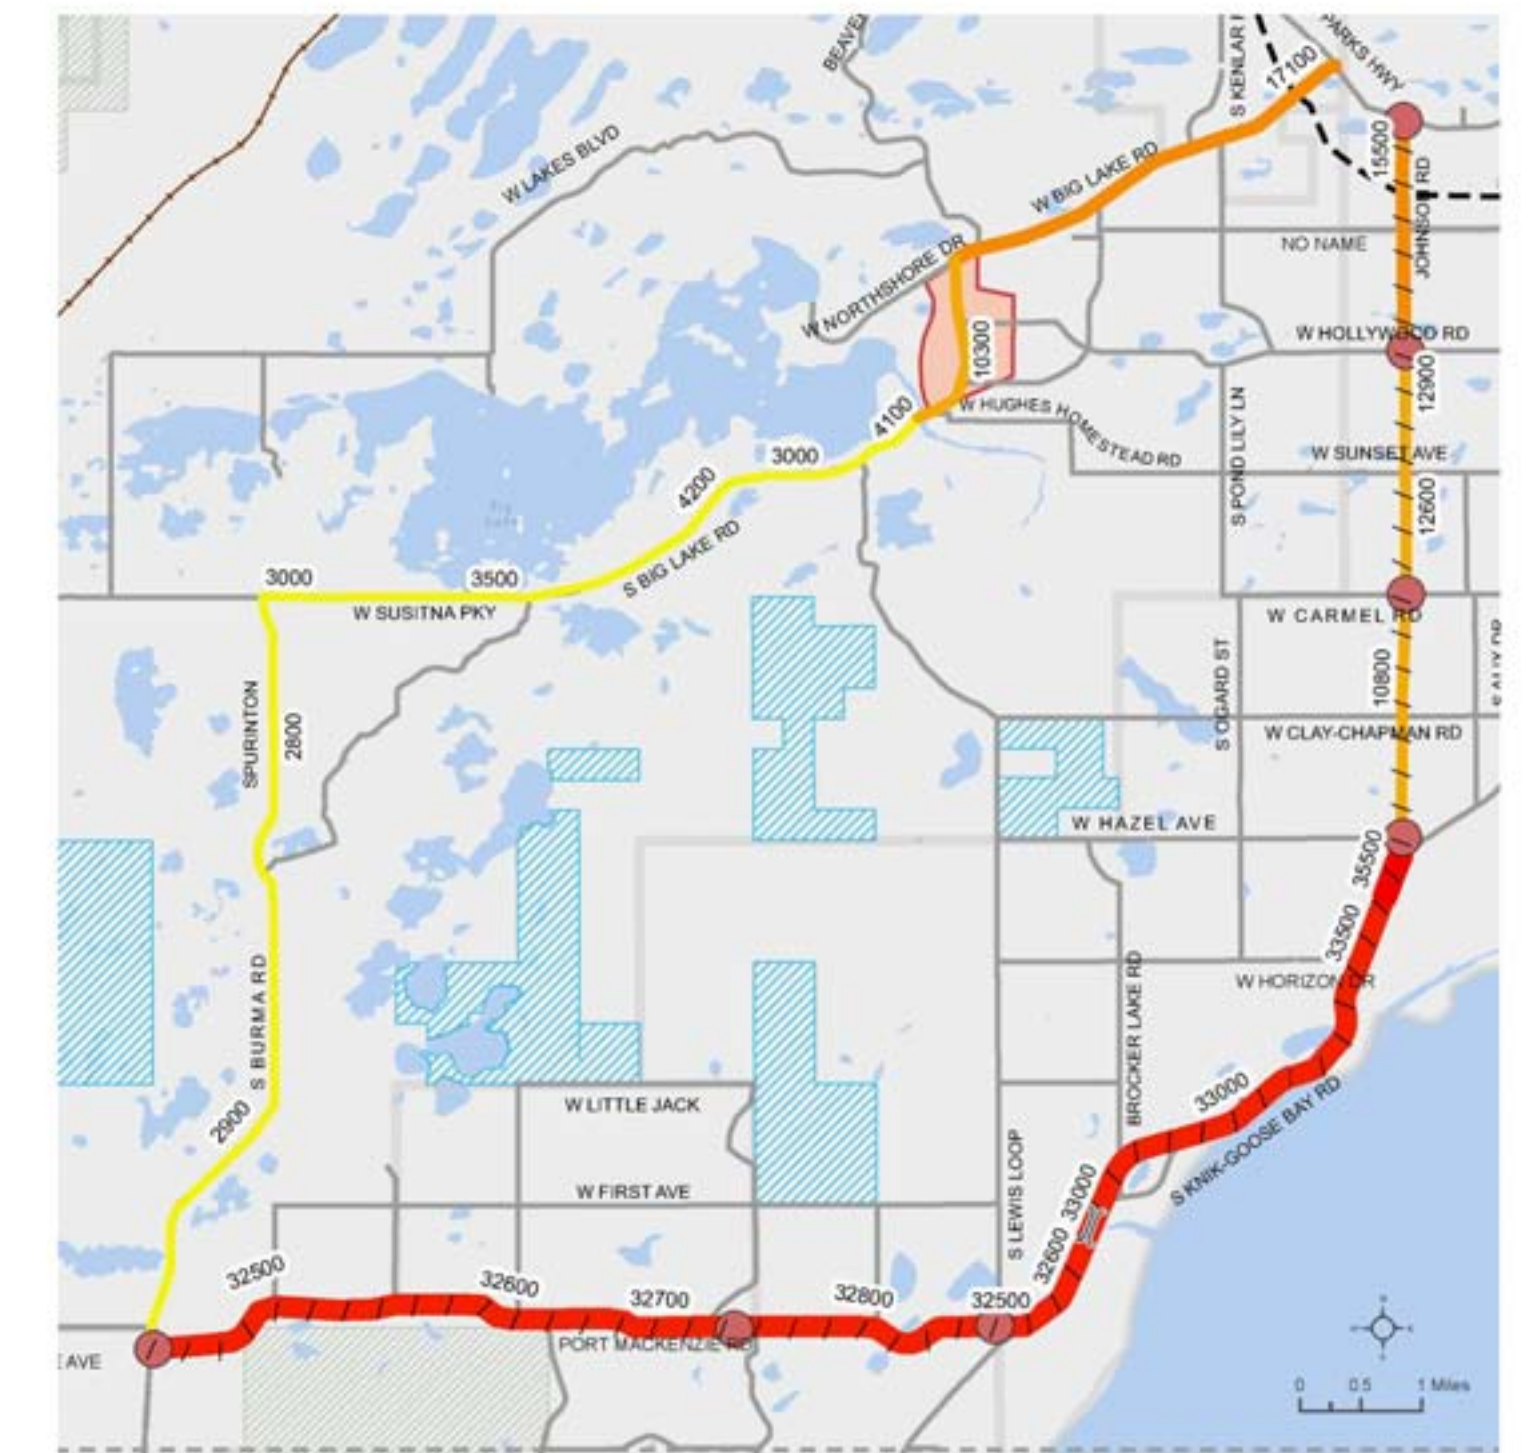 BEAVE
S KENLAR
PARKS HWY
17100
W LAKES BLVD
15500
W BIG LAKE RD
JOHNSON RD
NO NAME
W NORTHSHORE DR
10300
W HOLLYWOOD RD
12900
4100
W HUGHES HOMESTEAD RD
S POND LILY LN
W SUNSET AVE
3000
4200
12600
S BIG LAKE RD
3000
3500
W SUSITNA PKY
W CARMEL RD
10800
S OGARD ST
W CLAY-CHAPMAN RD
SPURINTON
2800
W HAZEL AVE
35500
33500
W HORIZON DR
S BURMA RD
BROCKER LAKE RD
2900
W LITTLE JACK
33000
S KNIK-GOOSE BAY RD
W FIRST AVE
S LEWIS LOOP
33000
32600
32500
32600
32700
32800
32500
PORT MACKENZIE RD
E AVE
0 0.5 1 Miles